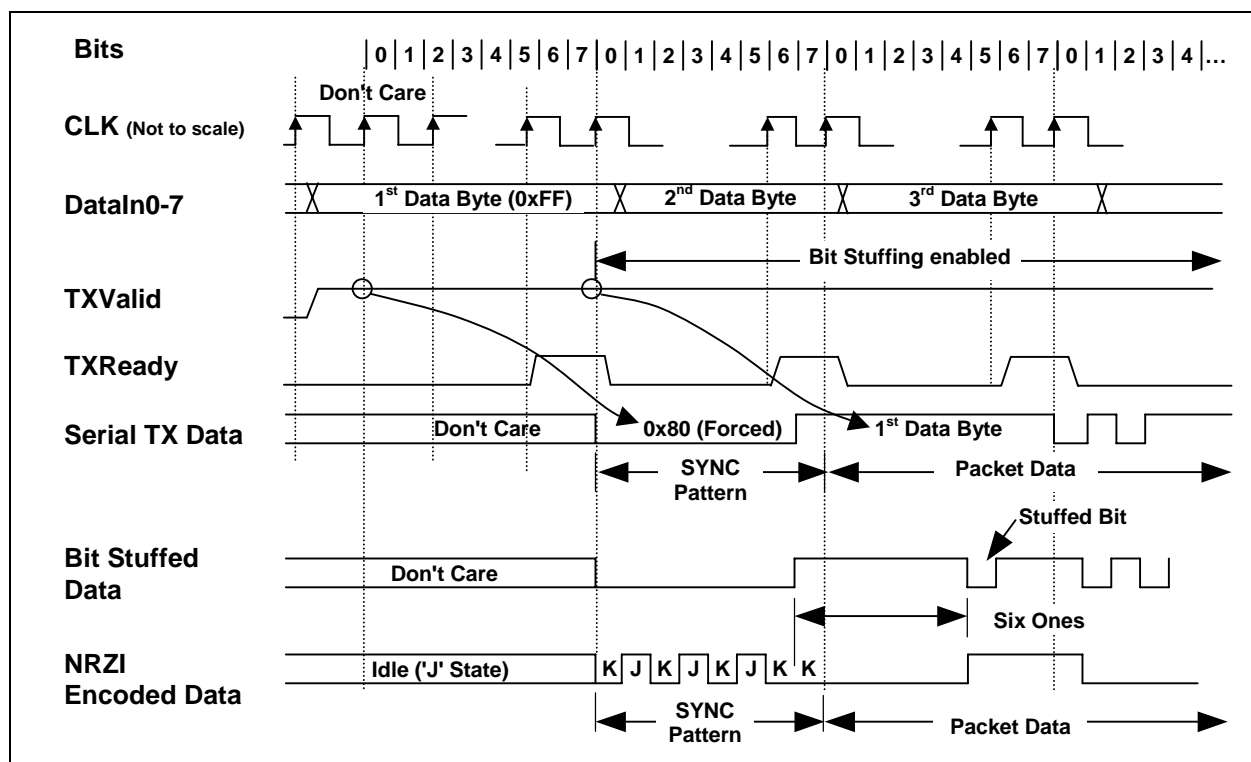 Bits
| 0 | 1 | 2 | 3 | 4 | 5 | 6 | 7 | 0 | 1 | 2 | 3 | 4 | 5 | 6 | 7 | 0 | 1 | 2 | 3 | 4 | 5 | 6 | 7 | 0 | 1 | 2 | 3 | 4 | ...
Don't Care
CLK (Not to scale)
DataIn0-7
1st Data Byte (0xFF)
2nd Data Byte
3rd Data Byte
Bit Stuffing enabled
TXValid
TXReady
Serial TX Data
Don't Care
0x80 (Forced)
1st Data Byte
SYNC
Pattern
Packet Data
Stuffed Bit
Bit Stuffed
Data
Don't Care
Six Ones
NRZI
Encoded Data
Idle ('J' State)
K J K J K J K K
SYNC
Pattern
Packet Data